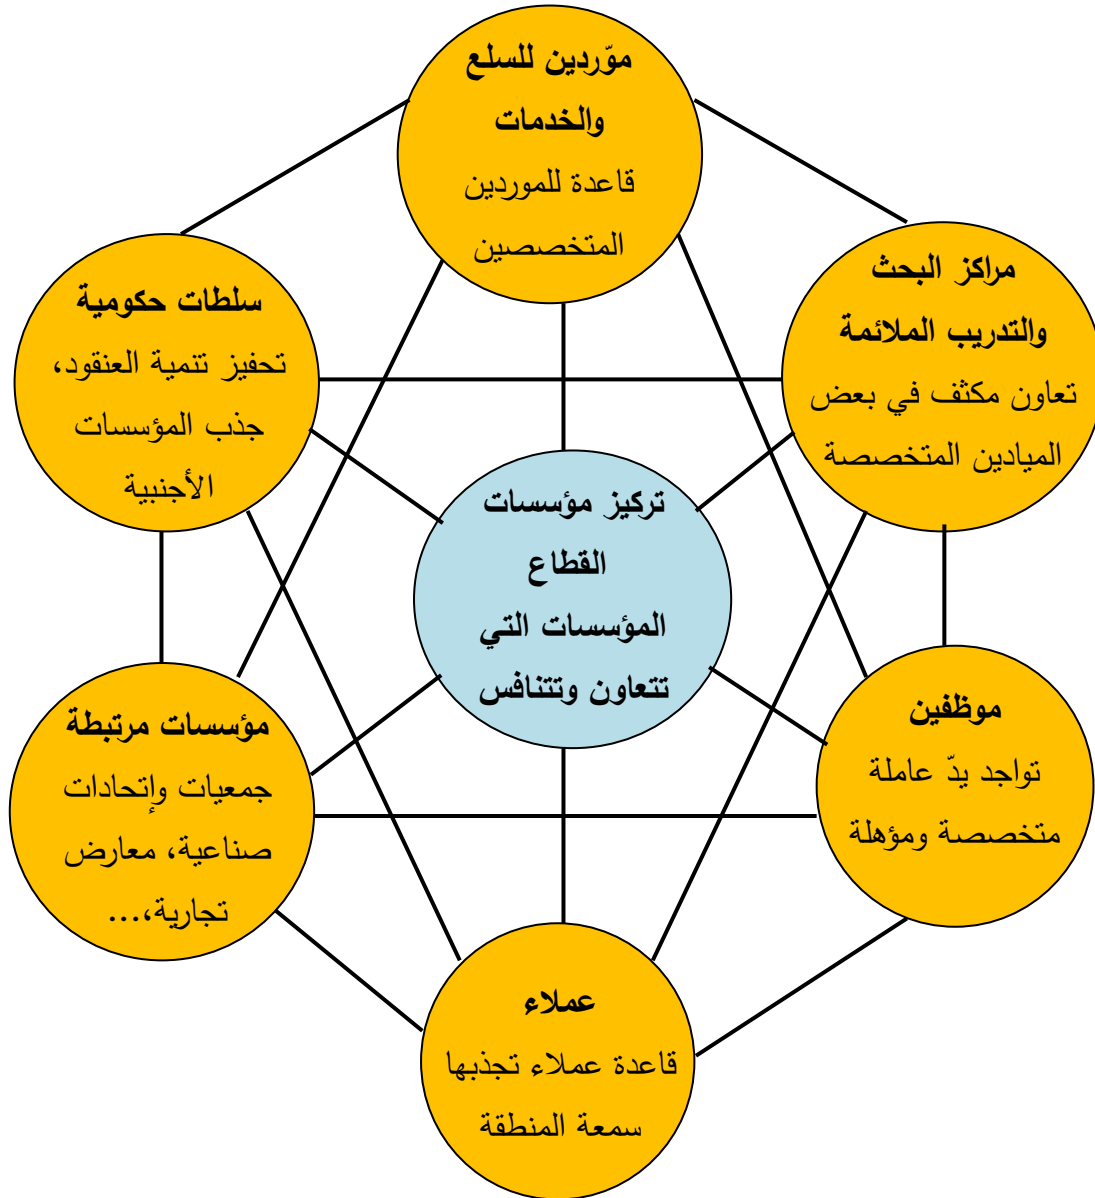 موّردين للسلع
والخدمات
قاعدة للموردين
المتخصصين
مراكز البحث
والتدريب الملائمة
تعاون مكثف في بعض
الميادين المتخصصة
سلطات حكومية
تحفيز تنمية العنقود،
جذب المؤسسات
الأجنبية
تركيز مؤسسات
القطاع
المؤسسات التي
تتعاون وتتنافس
موظفين
تواجد يدّ عاملة
متخصصة ومؤهلة
مؤسسات مرتبطة
جمعيات وإتحادات
صناعية، معارض
تجارية،...
عملاء
قاعدة عملاء تجذبها
سمعة المنطقة